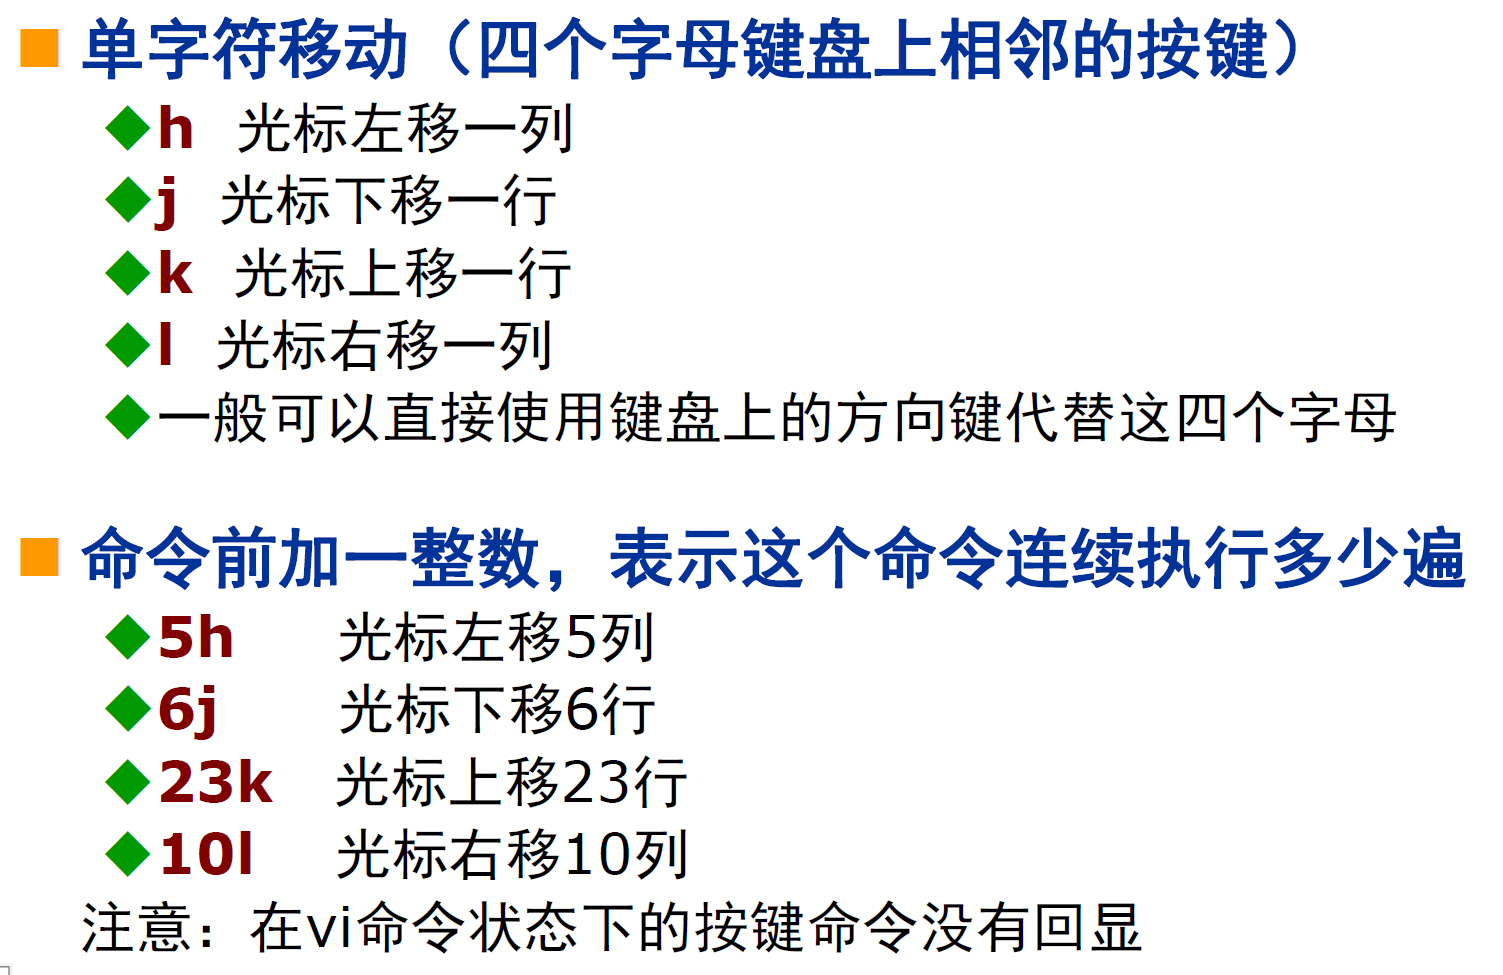 单字符移动（四个字母键盘上相邻的按键）
h 光标左移一列
j 光标下移一行
k 光标上移一行
l 光标右移一列
一般可以直接使用键盘上的方向键代替这四个字母
命令前加一整数，表示这个命令连续执行多少遍
5h 光标左移5列
6j 光标下移6行
23k 光标上移23行
10l 光标右移10列
注意：在vi命令状态下的按键命令没有回显